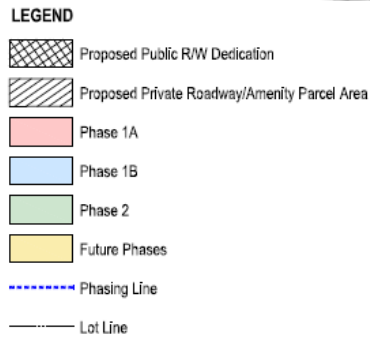 LEGEND
Proposed Public R/W Dedication
Proposed Private Roadway/Amenity Parcel Area
Phase 1A
Phase 1B
Phase 2
Future Phases
Phasing Line
Lot Line